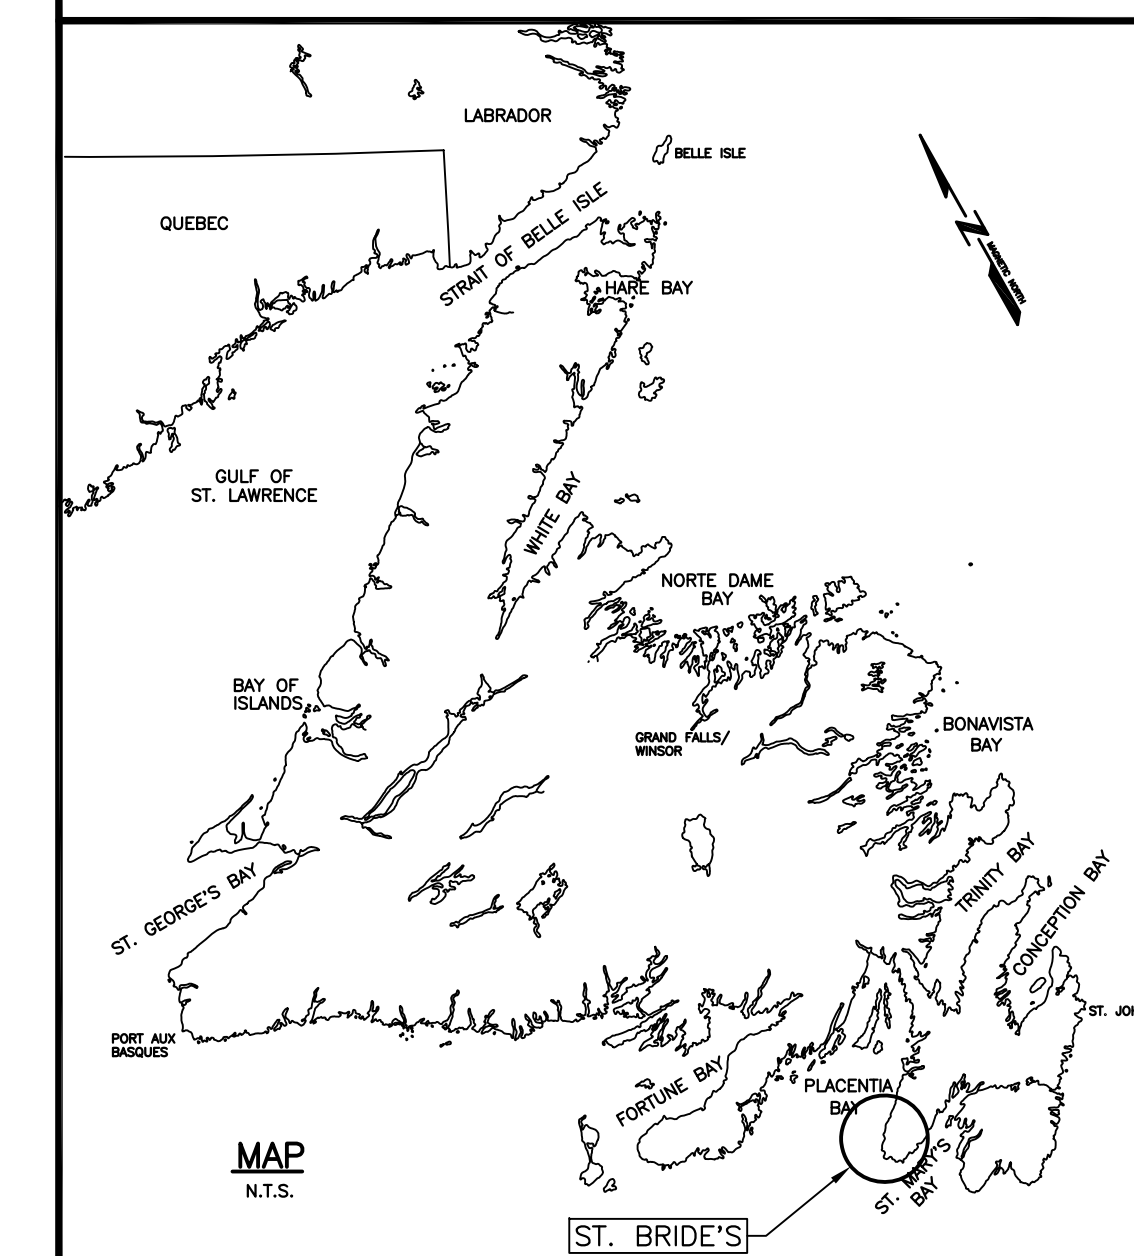 LABRADOR
BELLE ISLE
QUEBEC
STRAIT OF BELLE ISLE
MAGNETIC NORTH
HARE BAY
GULF OF
ST. LAWRENCE
WHITE BAY
NORTE DAME
BAY
BAY OF
ISLANDS
GRAND FALLS/
WINSOR
BONAVISTA
BAY
TRINITY BAY
CONCEPTION BAY
ST. GEORGE'S BAY
ST. JOH
PORT AUX
BASQUES
FORTUNE BAY
PLACENTIA
BAY
MAP
N.T.S.
ST. MARY'S
BAY
ST. BRIDE'S